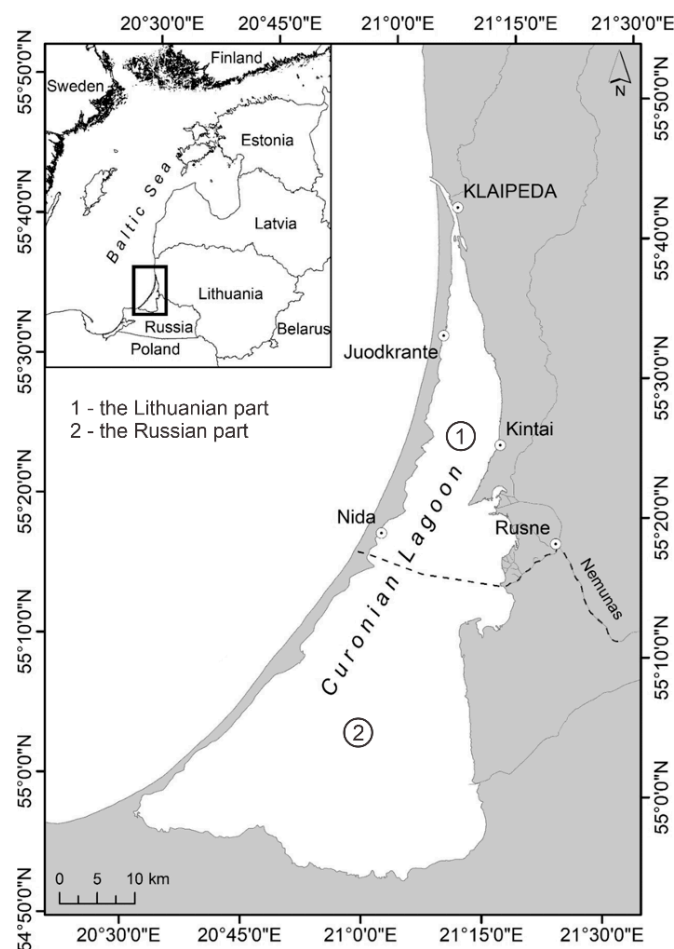 20°30'0"E 20°45'0"E 21°0'0"E 21°15'0"E 21°30'0"E
55°50'0"N
55°40'0"N
55°30'0"N
55°20'0"N
55°10'0"N
55°0'0"N
54°50'0"N
Finland
Sweden
Estonia
Baltic Sea
Latvia
Lithuania
Russia
Belarus
Poland
1 - the Lithuanian part
2 - the Russian part
N
KLAIPEDA
Juodkrante
1
Kintai
Nida
Rusne
Nemunas
Curonian Lagoon
2
0 5 10 km
55°50'0"N
55°40'0"N
55°30'0"N
55°20'0"N
55°10'0"N
55°0'0"N
20°30'0"E 20°45'0"E 21°0'0"E 21°15'0"E 21°30'0"E